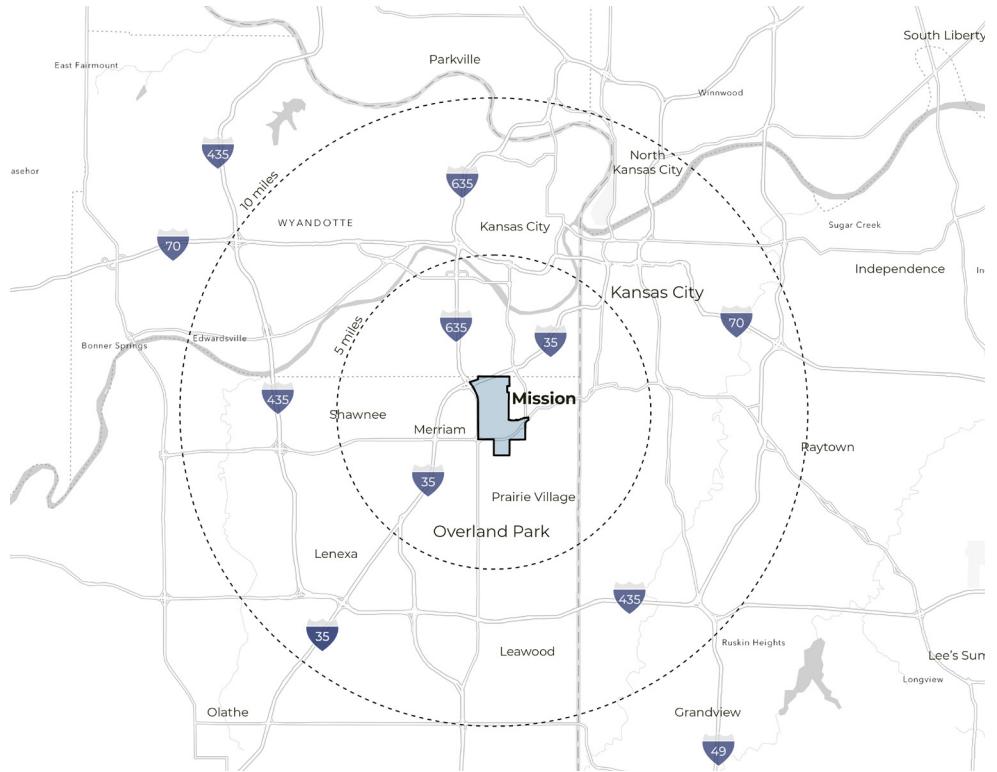 South Liberty
Parkville
East Fairmount
Winnwood
435
North
Kansas City
asehor
635
10 miles
WYANDOTTE
Kansas City
Sugar Creek
70
Independence
In
Kansas City
635
70
5 miles
35
Edwardsville
Bonner Springs
435
Mission
Shawnee
Merriam
Raytown
35
Prairie Village
Overland Park
Lenexa
435
35
Ruskin Heights
Leawood
Lee's Sum
Longview
Olathe
Grandview
49